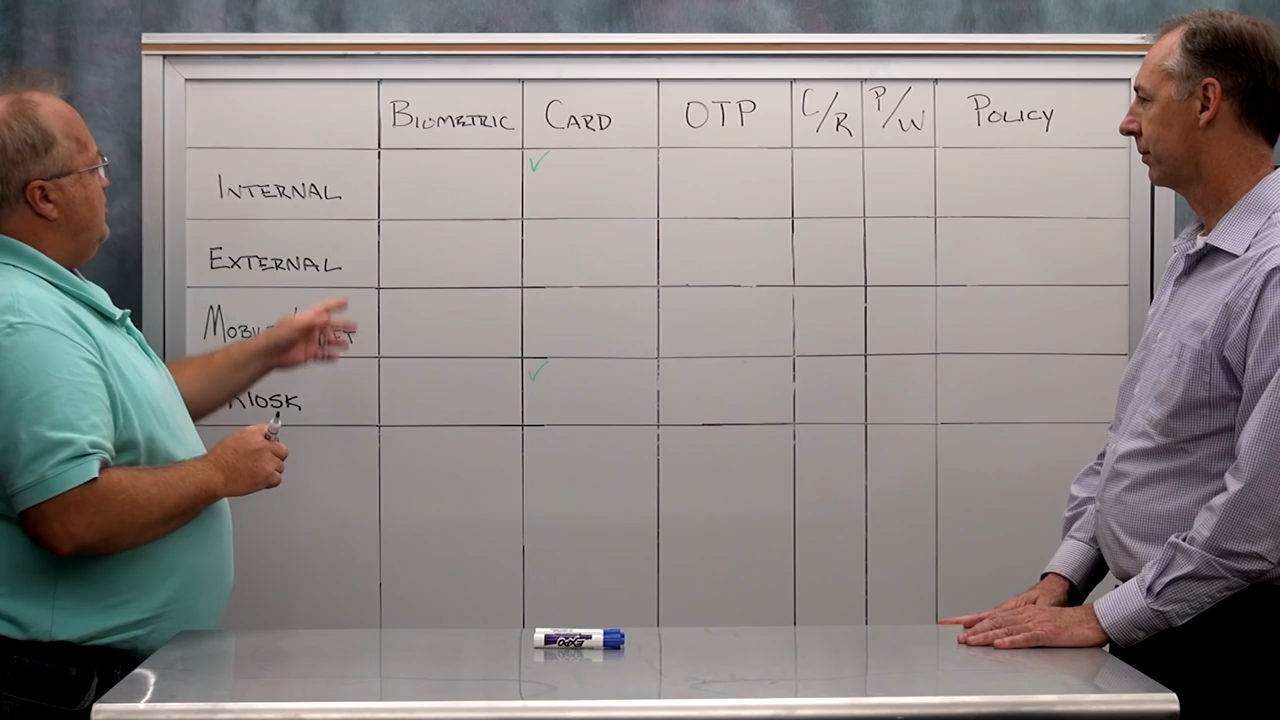 BIOMETRIC CARD OTP C/R P/W POLICY
INTERNAL ✓
EXTERNAL
KIOSK ✓
EXPO